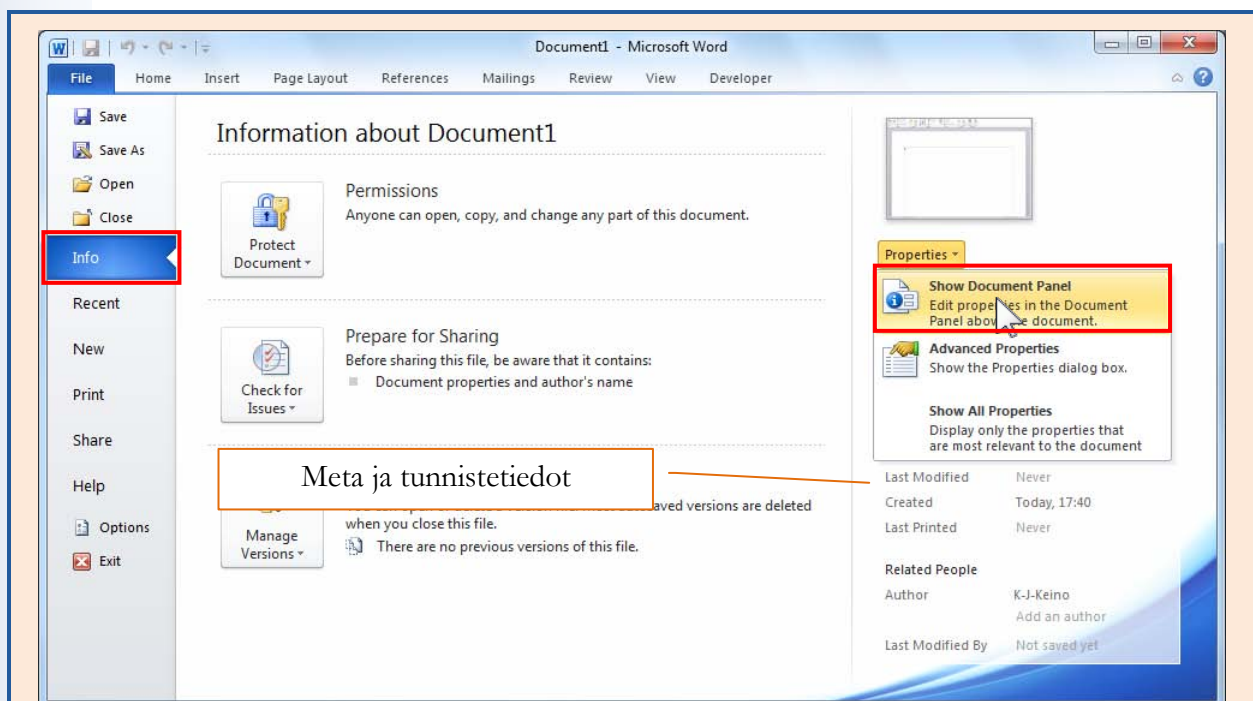 Document1 - Microsoft Word
File Home Insert Page Layout References Mailings Review View Developer
Save
Save As
Open
Close
Info
Recent
New
Print
Share
Help
Options
Exit
Information about Document1
Protect
Document
Permissions
Anyone can open, copy, and change any part of this document.
Check for
Issues
Prepare for Sharing
Before sharing this file, be aware that it contains:
Document properties and author's name
Meta ja tunnistetiedot
Manage
Versions
versions are deleted
when you close this file.
There are no previous versions of this file.
Properties
Show Document Panel
Edit properties in the Document
Panel above the document.
Advanced Properties
Show the Properties dialog box.
Show All Properties
Display only the properties that
are most relevant to the document
Last Modified Never
Created Today, 17:40
Last Printed Never
Related People
Author K-J-Keino
Add an author
Last Modified By Not saved yet